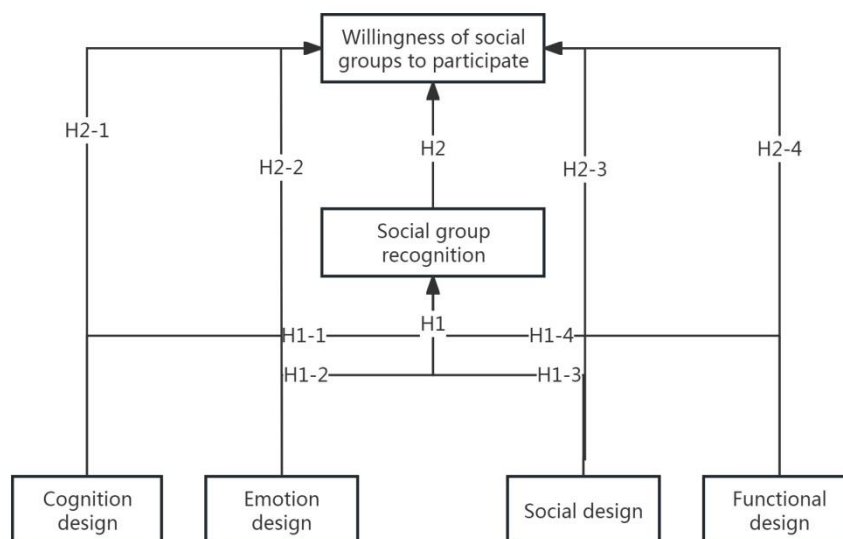 Willingness of social
groups to participate
H2-1
H2
H2-2
H2-3
H2-4
Social group
recognition
H1
H1-1
H1-4
H1-2
H1-3
Cognition
design
Emotion
design
Social design
Functional
design